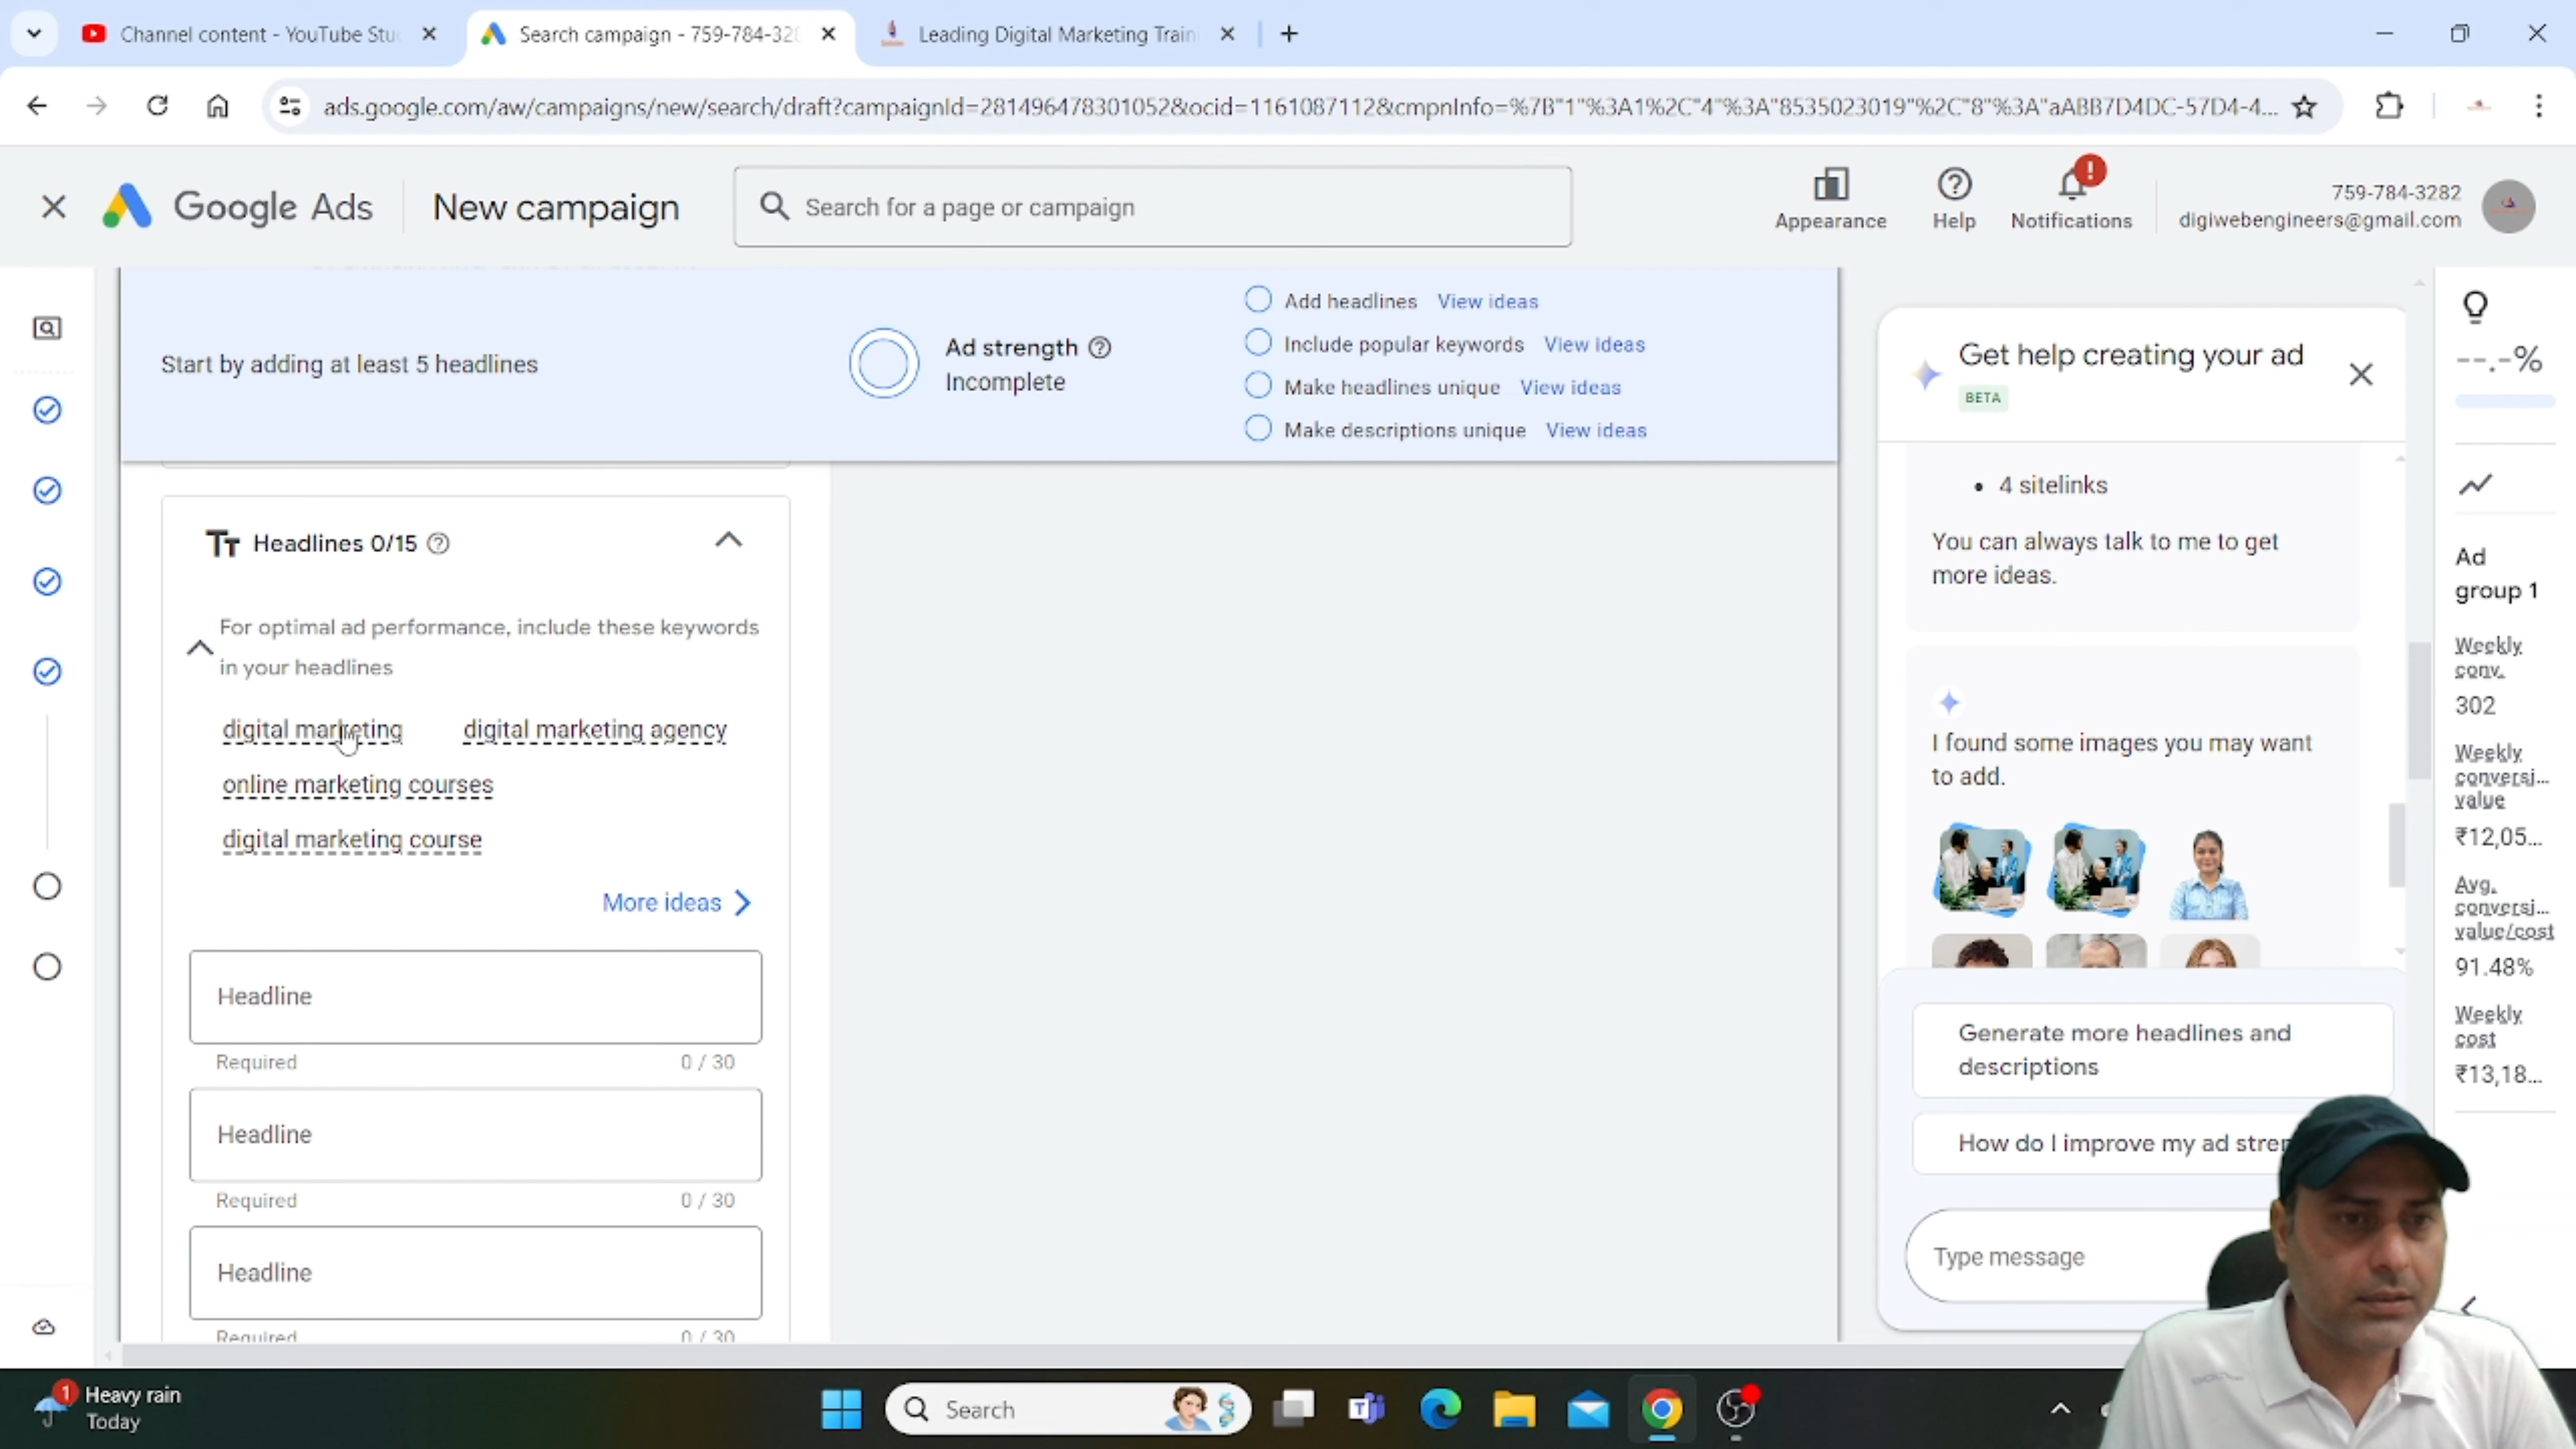 Channel content - YouTube Stu
Search campaign - 759-784-328
Leading Digital Marketing Train
ads.google.com/aw/campaigns/new/search/draft?campaignId=281496478301052&ocid=1161087112&cmpnInfo=%7B"1"%3A1%2C"4"%3A"8535023019"%2C"8"%3A"aABB7D4DC-57D4-4...
Google Ads
New campaign
Search for a page or campaign
Appearance
Help
Notifications
759-784-3282
digiwebengineers@gmail.com
Start by adding at least 5 headlines
Ad strength
Incomplete
Add headlines View ideas
Include popular keywords View ideas
Make headlines unique View ideas
Make descriptions unique View ideas
Headlines 0/15
For optimal ad performance, include these keywords
in your headlines
digital marketing digital marketing agency
online marketing courses
digital marketing course
More ideas
Headline
Required 0 / 30
Headline
Required 0 / 30
Headline
Required 0 / 30
Get help creating your ad
BETA
• 4 sitelinks
You can always talk to me to get
more ideas.
I found some images you may want
to add.
Generate more headlines and
descriptions
How do I improve my ad stren
Type message
--.-%
Ad
group 1
Weekly
conv.
302
Weekly
conversi...
value
₹12,05...
Avg.
conversi...
value/cost
91.48%
Weekly
cost
₹13,18...
1
Heavy rain
Today
Search